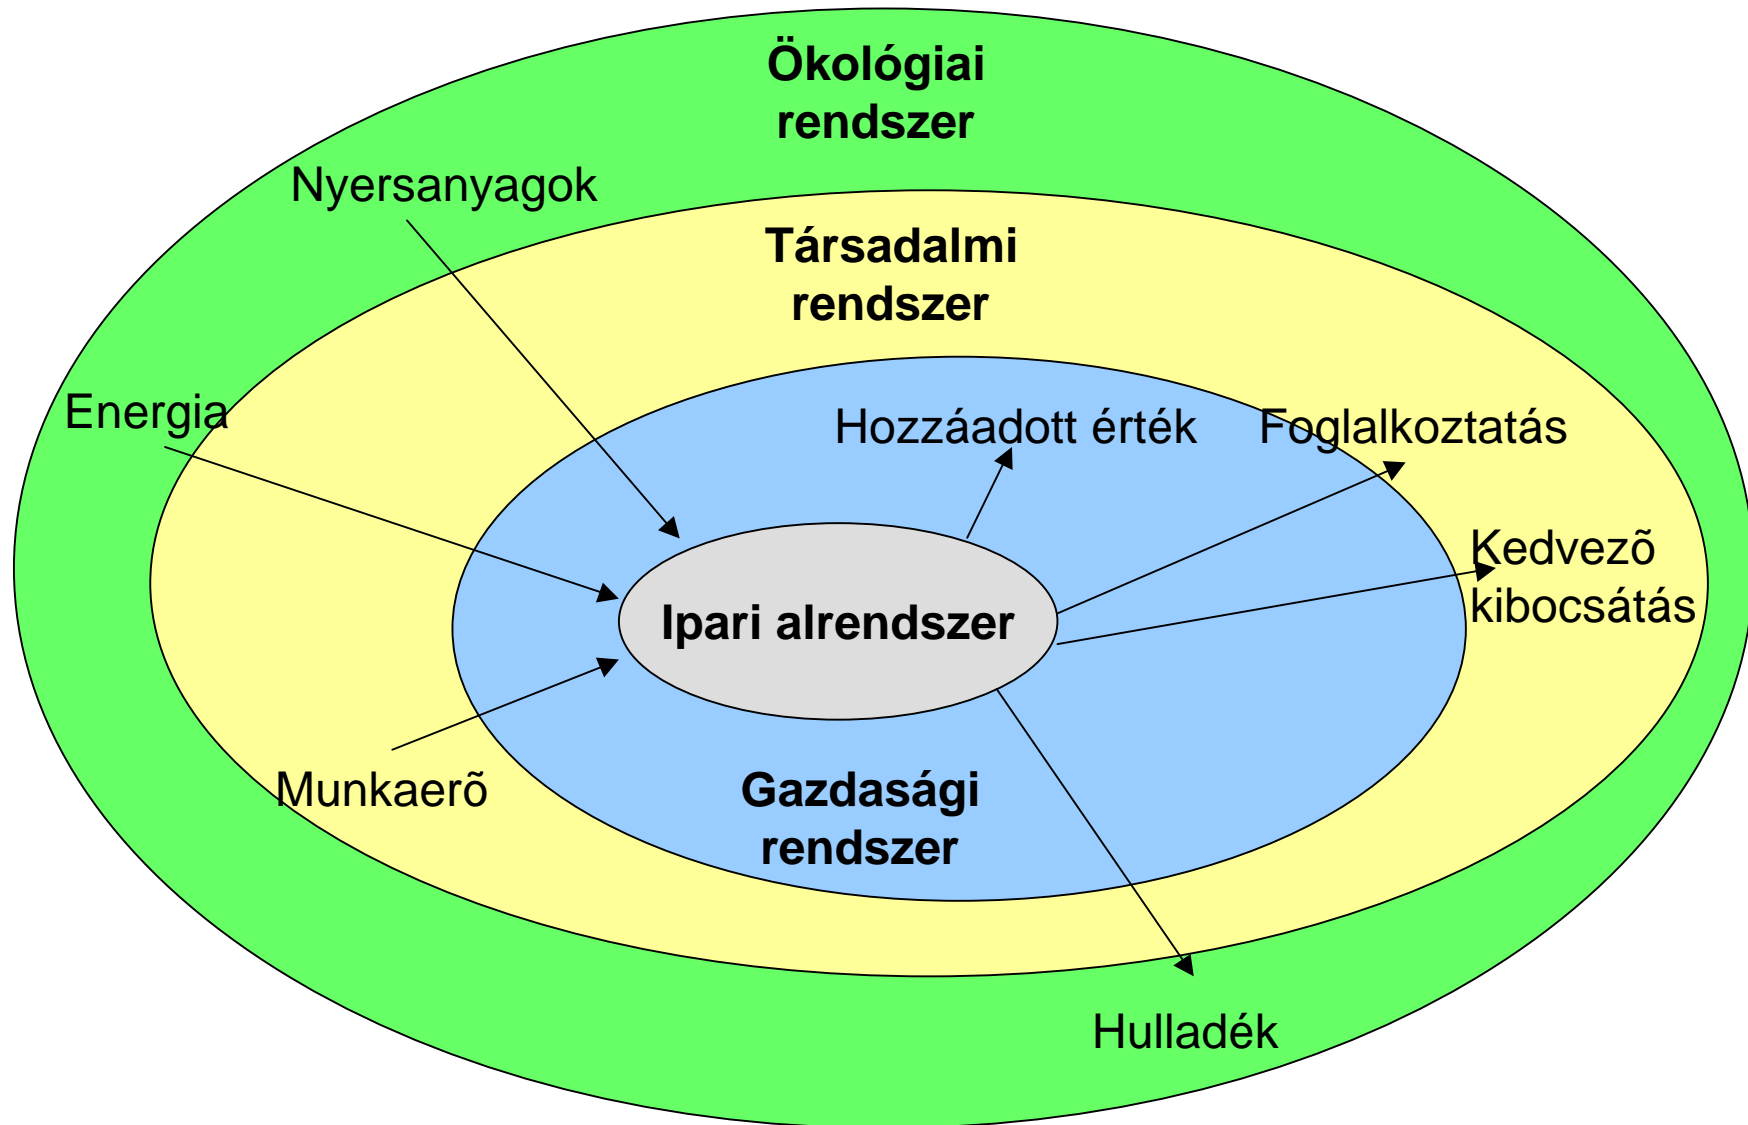 Ökológiai
rendszer
Nyersanyagok
Társadalmi
rendszer
Energia
Hozzáadott érték
Foglalkoztatás
Kedvezõ
kibocsátás
Ipari alrendszer
Munkaerõ
Gazdasági
rendszer
Hulladék